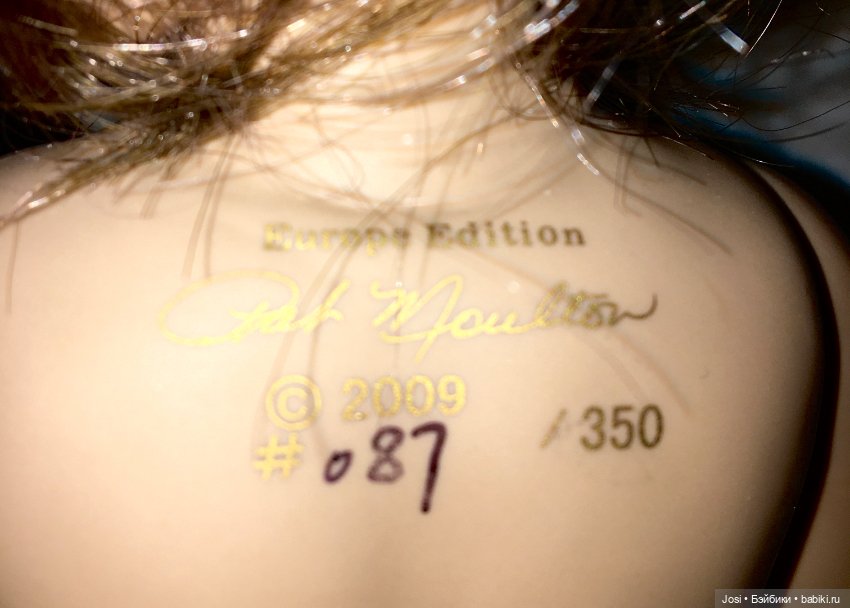 Europe Edition
Pat Moulton
© 2009
# 087 / 350
Josi • Бэйбики • babiki.ru